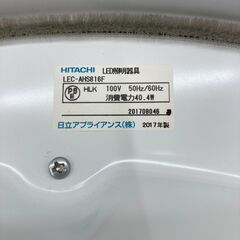 HITACHI LED照明器具
LEC-AHS816F
PSE HLK 100V 50Hz/60Hz
消費電力40.4W
201708046
日立アプライアンス(株) 2017年製